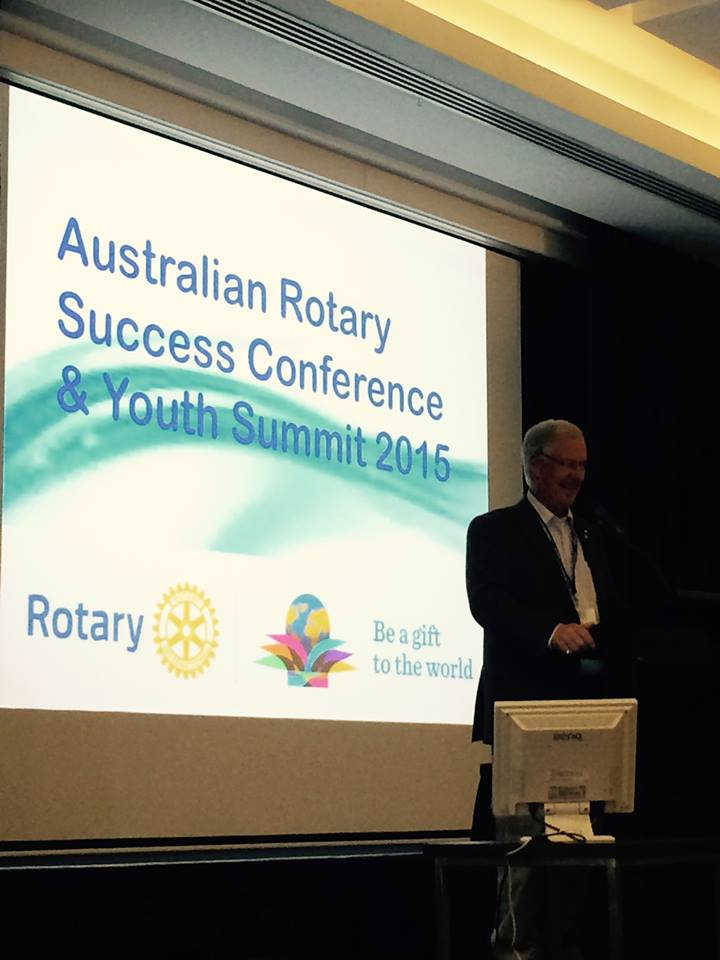 Australian Rotary
Success Conference
& Youth Summit 2015
Rotary
Be a gift
to the world
BenQ